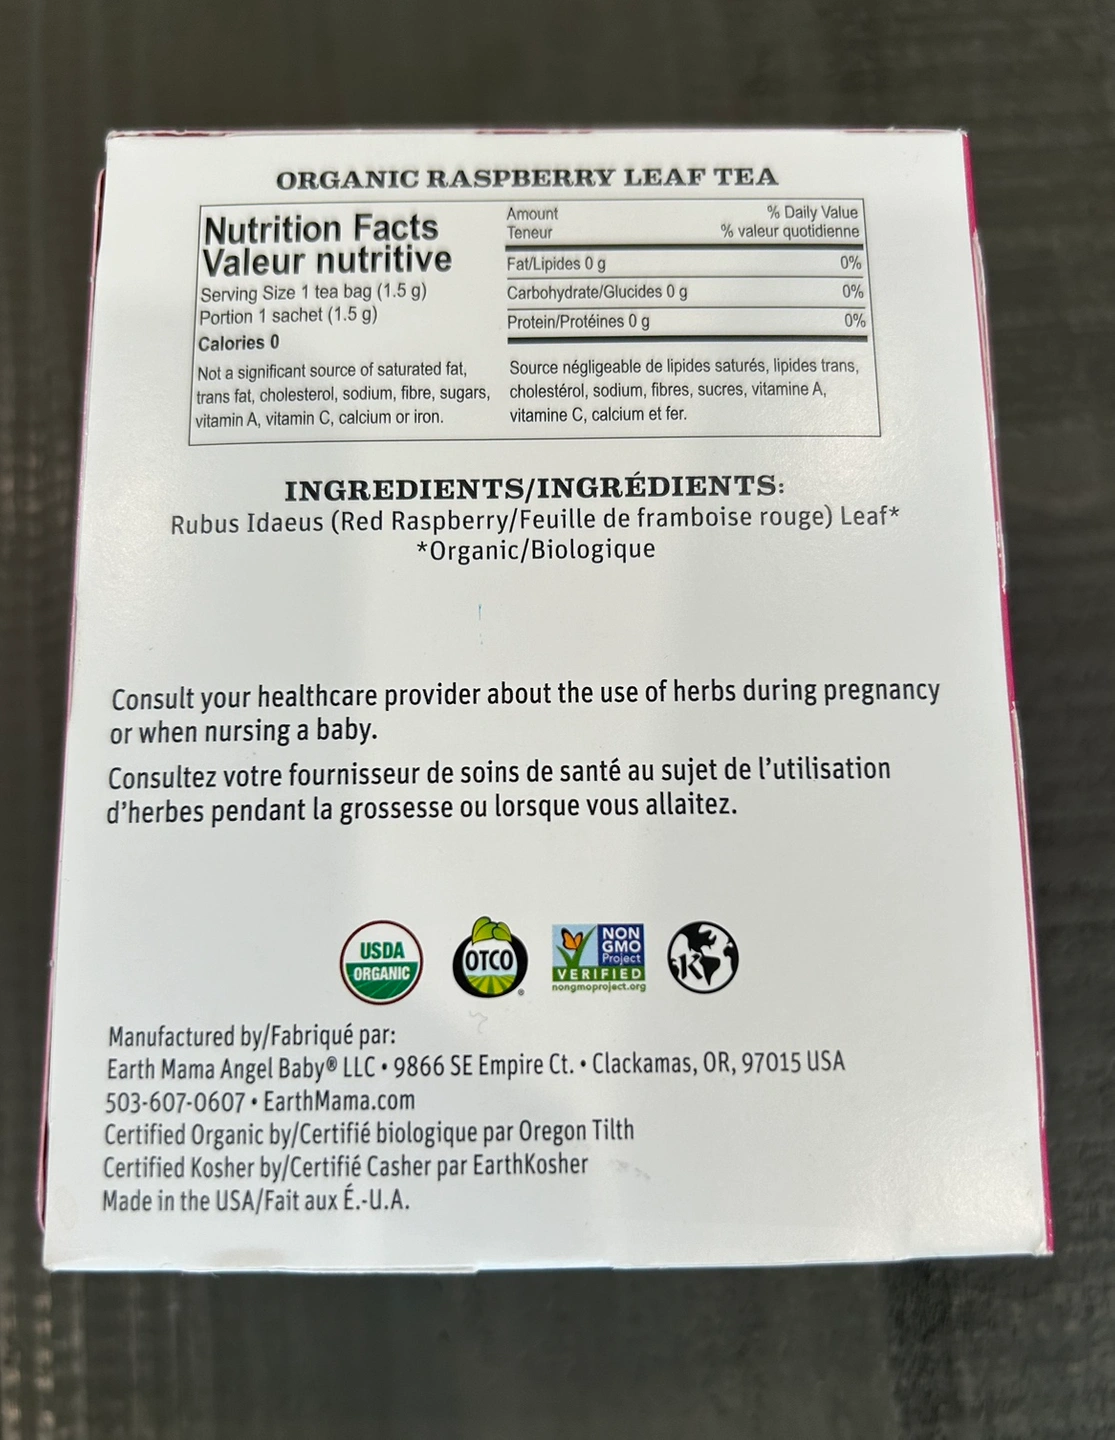 ORGANIC RASPBERRY LEAF TEA
Nutrition Facts
Valeur nutritive
Serving Size 1 tea bag (1.5 g)
Portion 1 sachet (1.5 g)
Calories 0
Amount % Daily Value
Teneur % valeur quotidienne
Fat/Lipides 0 g 0%
Carbohydrate/Glucides 0 g 0%
Protein/Protéines 0 g 0%
Not a significant source of saturated fat,
trans fat, cholesterol, sodium, fibre, sugars,
vitamin A, vitamin C, calcium or iron.
Source négligeable de lipides saturés, lipides trans,
cholestérol, sodium, fibres, sucres, vitamine A,
vitamine C, calcium et fer.
INGREDIENTS/INGRÉDIENTS:
Rubus Idaeus (Red Raspberry/Feuille de framboise rouge) Leaf*
*Organic/Biologique
Consult your healthcare provider about the use of herbs during pregnancy
or when nursing a baby.
Consultez votre fournisseur de soins de santé au sujet de l'utilisation
d'herbes pendant la grossesse ou lorsque vous allaitez.
USDA
ORGANIC
OTCO
®
NON
GMO
Project
VERIFIED
nongmoproject.org
K
Manufactured by/Fabriqué par:
Earth Mama Angel Baby® LLC • 9866 SE Empire Ct. • Clackamas, OR, 97015 USA
503-607-0607 • EarthMama.com
Certified Organic by/Certifié biologique par Oregon Tilth
Certified Kosher by/Certifié Casher par EarthKosher
Made in the USA/Fait aux É.-U.A.